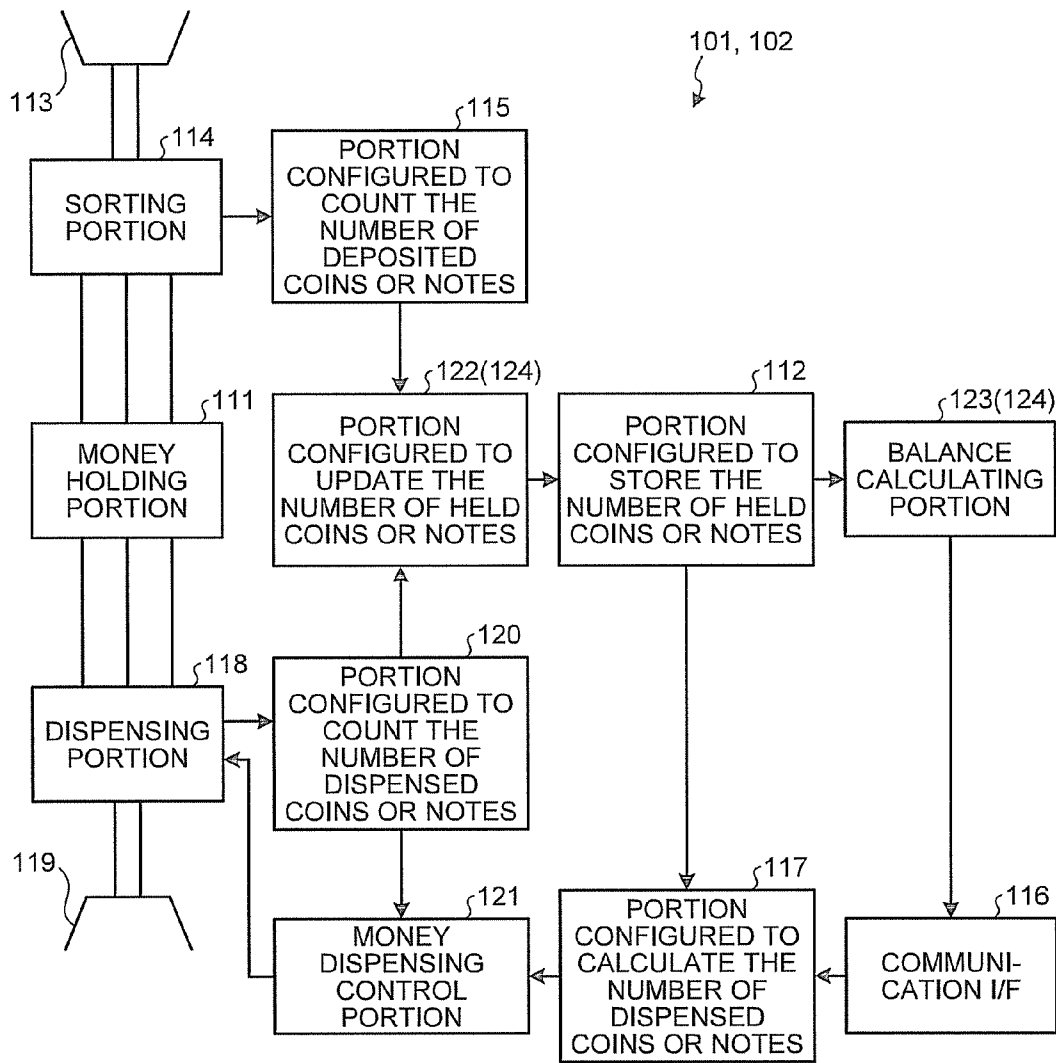 101, 102
113
114
SORTING
PORTION
115
PORTION
CONFIGURED TO
COUNT THE
NUMBER OF
DEPOSITED
COINS OR NOTES
111
MONEY
HOLDING
PORTION
122(124)
PORTION
CONFIGURED TO
UPDATE THE
NUMBER OF HELD
COINS OR NOTES
112
PORTION
CONFIGURED TO
STORE THE
NUMBER OF HELD
COINS OR NOTES
123(124)
BALANCE
CALCULATING
PORTION
118
DISPENSING
PORTION
120
PORTION
CONFIGURED TO
COUNT THE
NUMBER OF
DISPENSED
COINS OR NOTES
119
121
MONEY
DISPENSING
CONTROL
PORTION
117
PORTION
CONFIGURED TO
CALCULATE THE
NUMBER OF
DISPENSED
COINS OR NOTES
116
COMMUNI-
CATION I/F